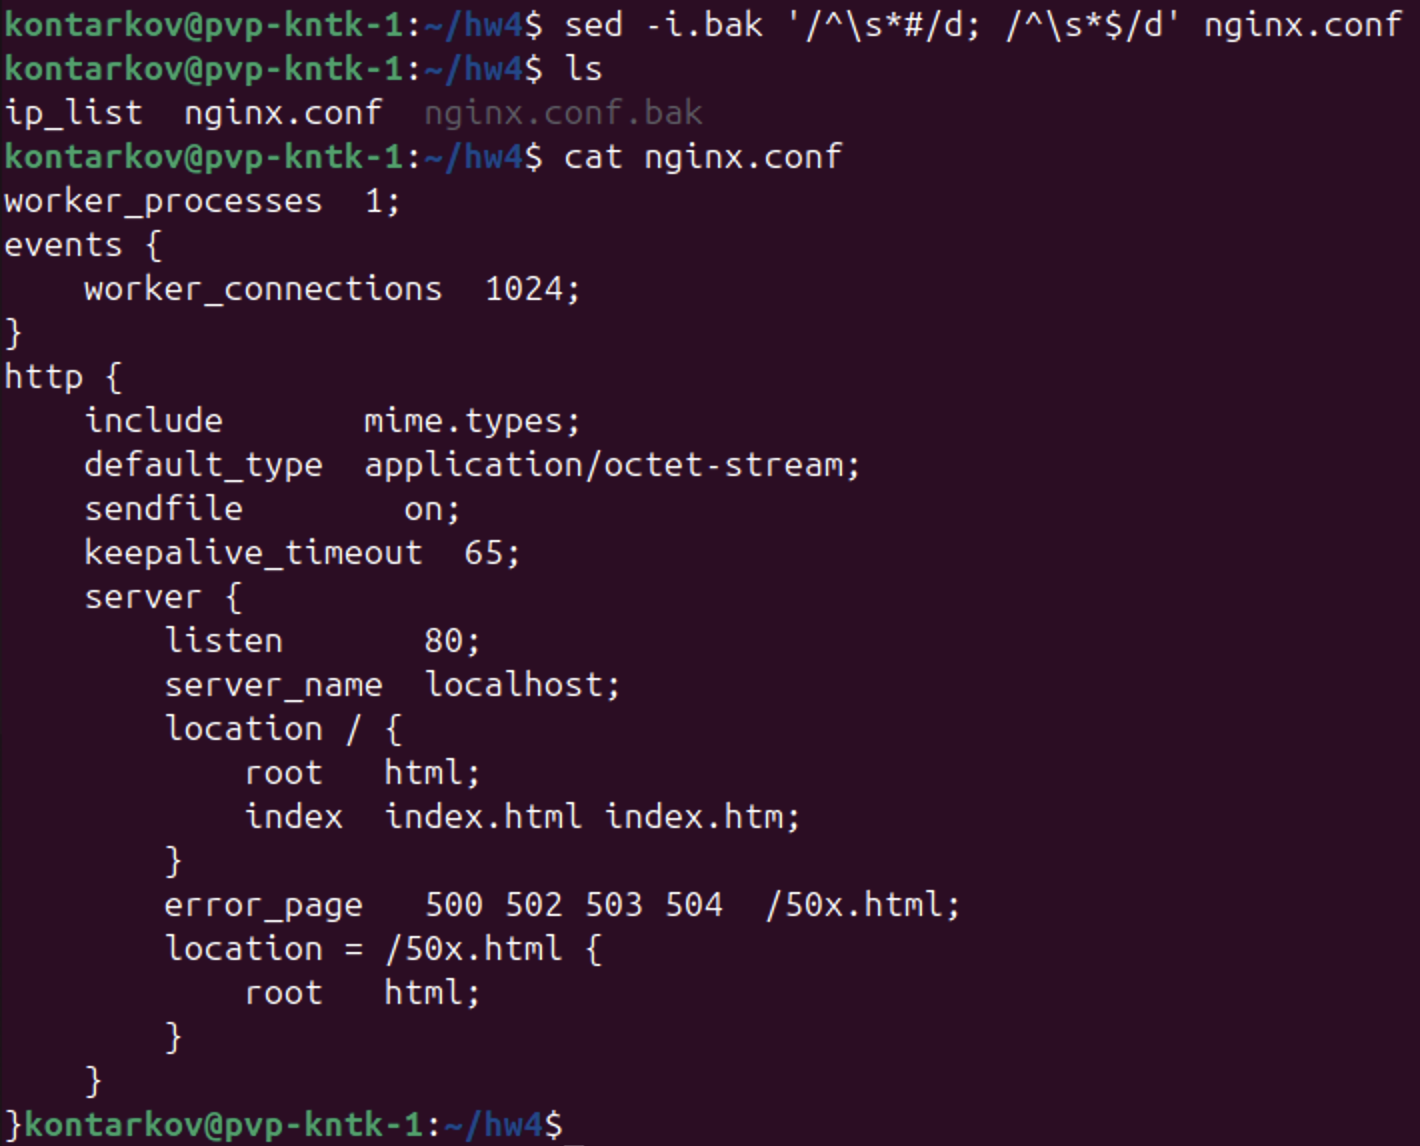 kontarkov@pvp-kntk-1:~/hw4$ sed -i.bak '/^\s*#/d; /^\s*$/d' nginx.conf
kontarkov@pvp-kntk-1:~/hw4$ ls
ip_list  nginx.conf  nginx.conf.bak
kontarkov@pvp-kntk-1:~/hw4$ cat nginx.conf
worker_processes  1;
events {
    worker_connections  1024;
}
http {
    include       mime.types;
    default_type  application/octet-stream;
    sendfile        on;
    keepalive_timeout  65;
    server {
        listen       80;
        server_name  localhost;
        location / {
            root   html;
            index  index.html index.htm;
        }
        error_page   500 502 503 504  /50x.html;
        location = /50x.html {
            root   html;
        }
    }
}kontarkov@pvp-kntk-1:~/hw4$